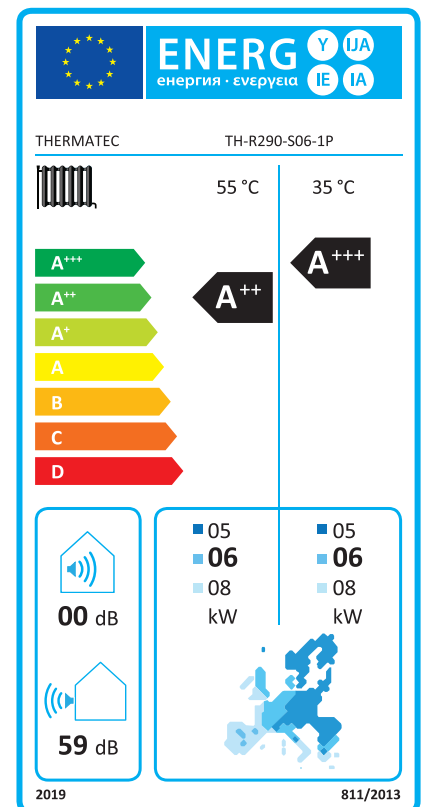 ENERG Y IJA
енергия · ενεργεια IE IA
THERMATEC TH-R290-S06-1P
55 °C 35 °C
A+++
A++
A+
A
B
C
D
A++
A+++
00 dB
59 dB
05 05
06 06
08 08
kW kW
2019 811/2013